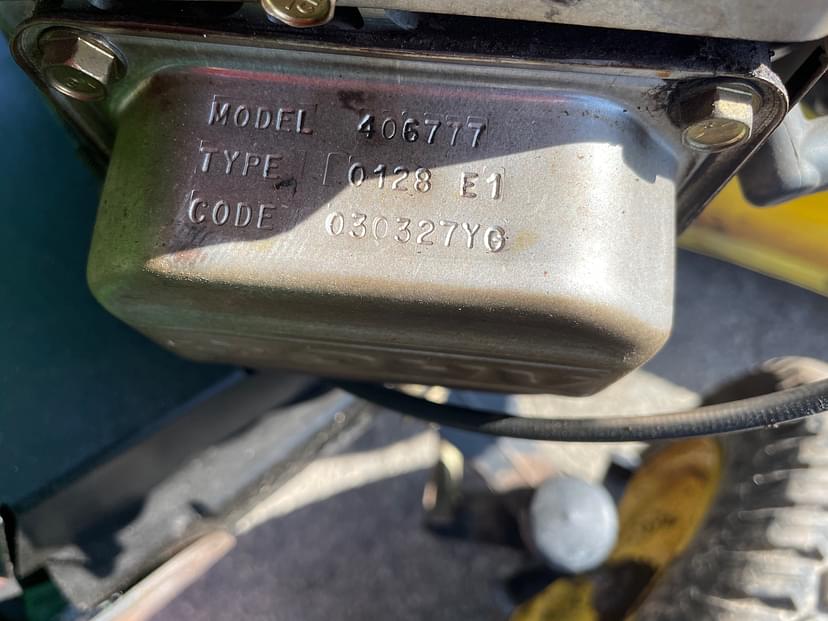 MODEL 406777
TYPE 0128 E1
CODE 030327YG